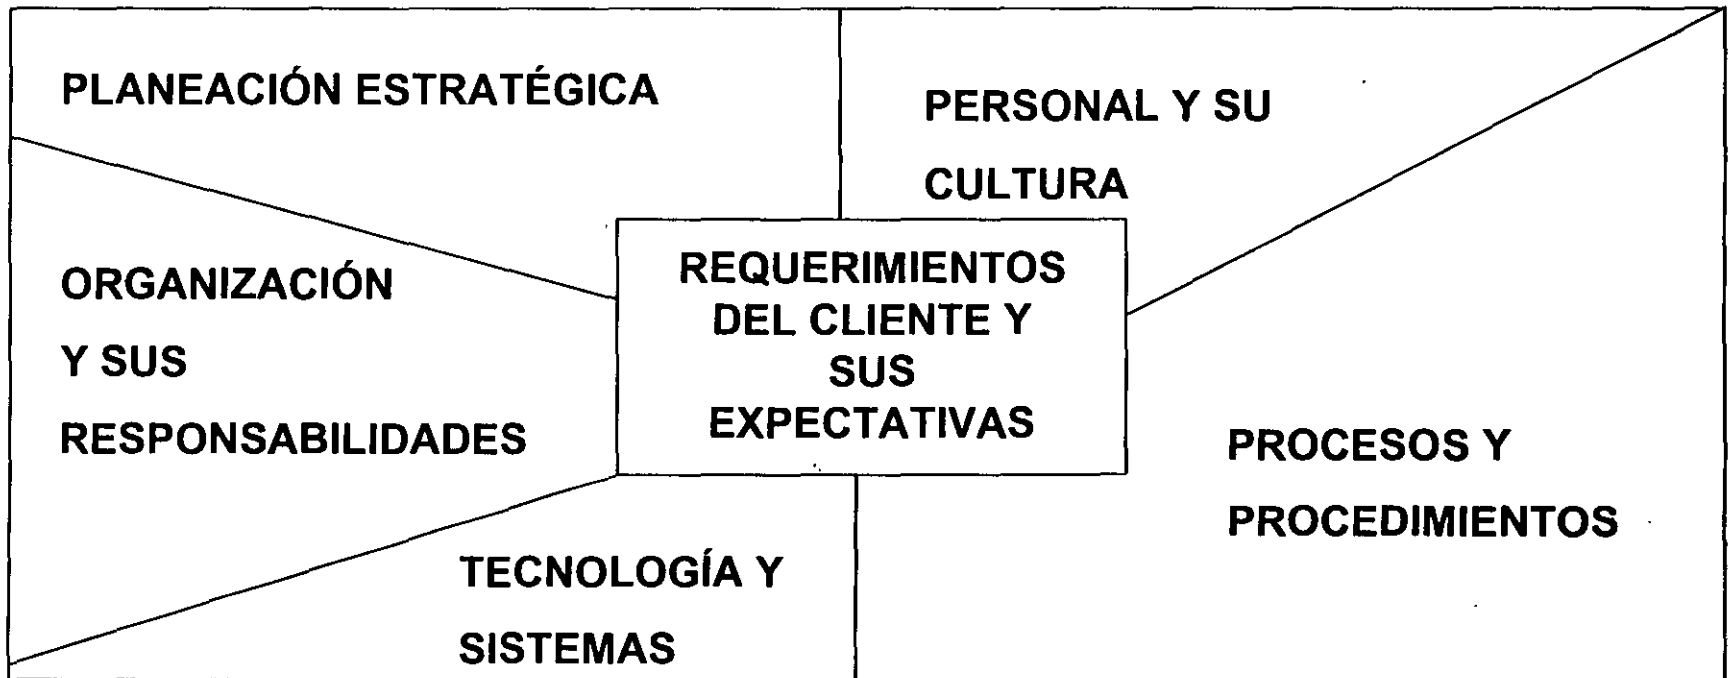 PLANEACIÓN ESTRATÉGICA
PERSONAL Y SU
CULTURA
ORGANIZACIÓN
Y SUS
RESPONSABILIDADES
REQUERIMIENTOS
DEL CLIENTE Y
SUS
EXPECTATIVAS
PROCESOS Y
PROCEDIMIENTOS
TECNOLOGÍA Y
SISTEMAS